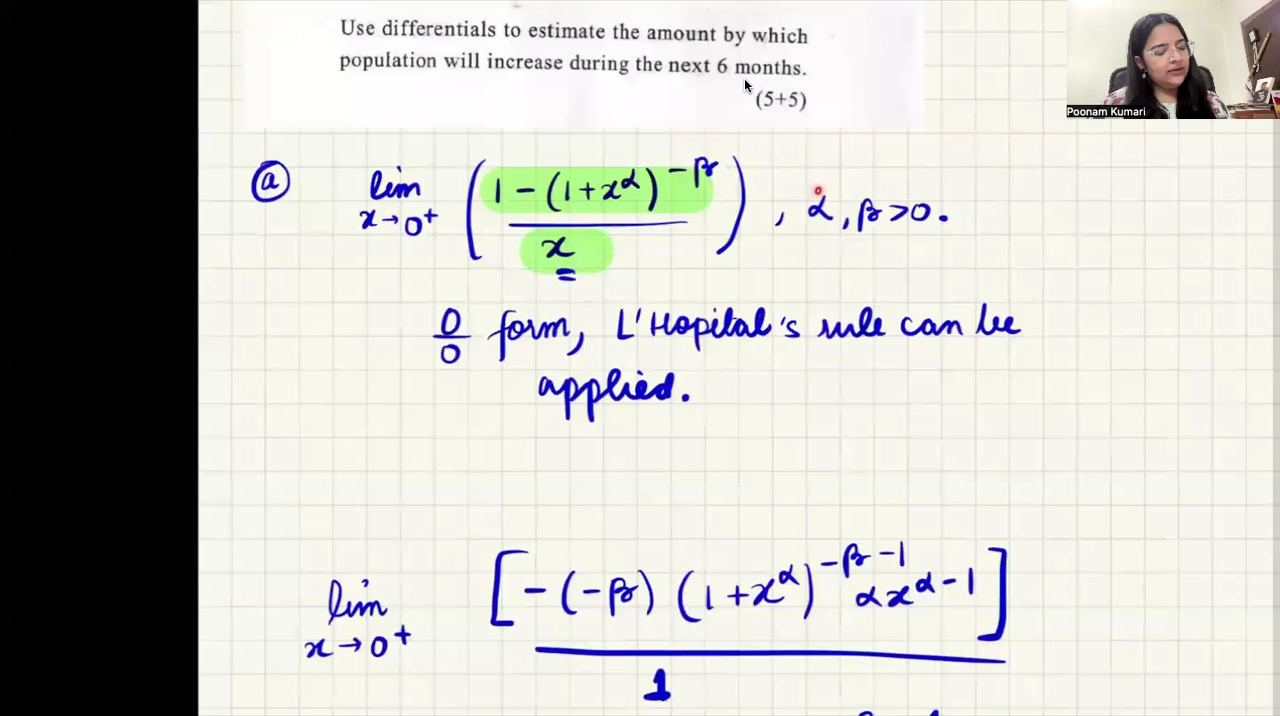 Use differentials to estimate the amount by which
population will increase during the next 6 months.
(5+5)
Poonam Kumari
ⓐ lim x→0⁺ ( (1 - (1+x^α)^-β) / x ) , α, β > 0.
0/0 form, L'Hopital's rule can be
applied.
lim x→0⁺ [ -(-β) (1+x^α)^-β-1 αx^α-1 ] / 1